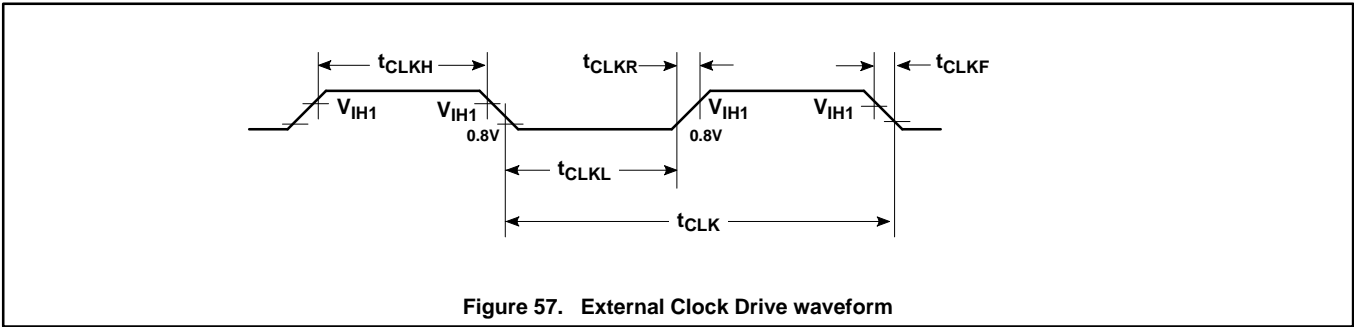 tCLKH tCLKR tCLKF
VIH1 VIH1 VIH1 VIH1
0.8V 0.8V
tCLKL
tCLK
Figure 57. External Clock Drive waveform